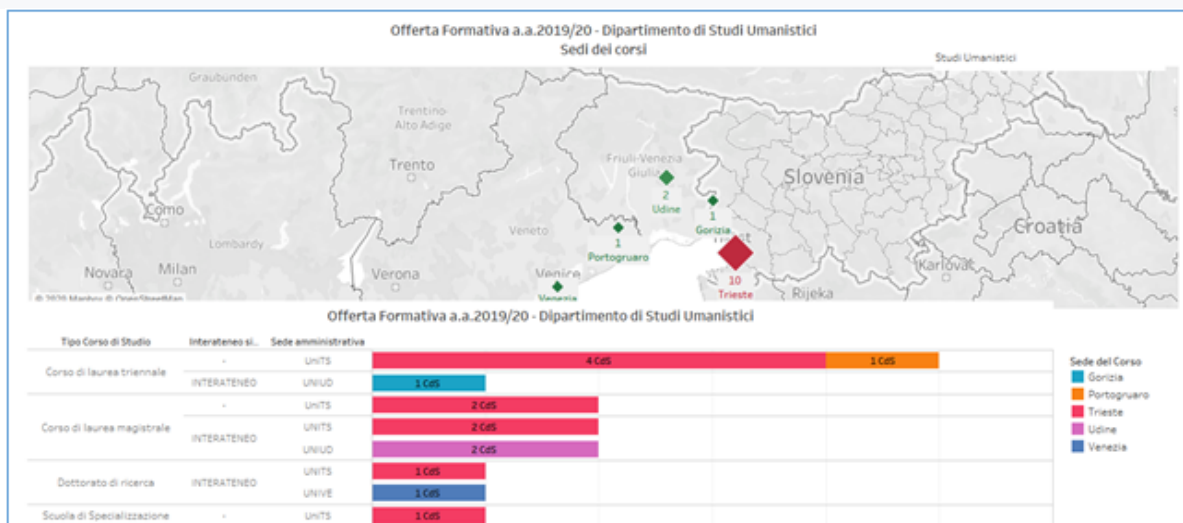 Offerta Formativa a.a.2019/20 - Dipartimento di Studi Umanistici
Sedi dei corsi
Studi Umanistici
Graubunden
Trentino-
Alto Adige
Trento
Friuli-Venezia
Giulia
2
Udine
1
Gorizia
Slovenia
Croatia
Como
Lombardy
Veneto
1
Portogruaro
10
Trieste
Karlovac
Novara
Milan
Verona
Venice
Venezia
Rijeka
© 2020 Mapbox © OpenStreetMap
Offerta Formativa a.a.2019/20 - Dipartimento di Studi Umanistici
Tipo Corso di Studio Interateneo si.. Sede amministrativa
Corso di laurea triennale - UNITS 4 CdS 1 CdS
INTERATENEO UNIUD 1 CdS
Corso di laurea magistrale - UNITS 2 CdS
INTERATENEO UNITS 2 CdS
UNIUD 2 CdS
Dottorato di ricerca INTERATENEO UNITS 1 CdS
UNIVE 1 CdS
Scuola di Specializzazione - UNITS 1 CdS
Sede del Corso
Gorizia
Portogruaro
Trieste
Udine
Venezia